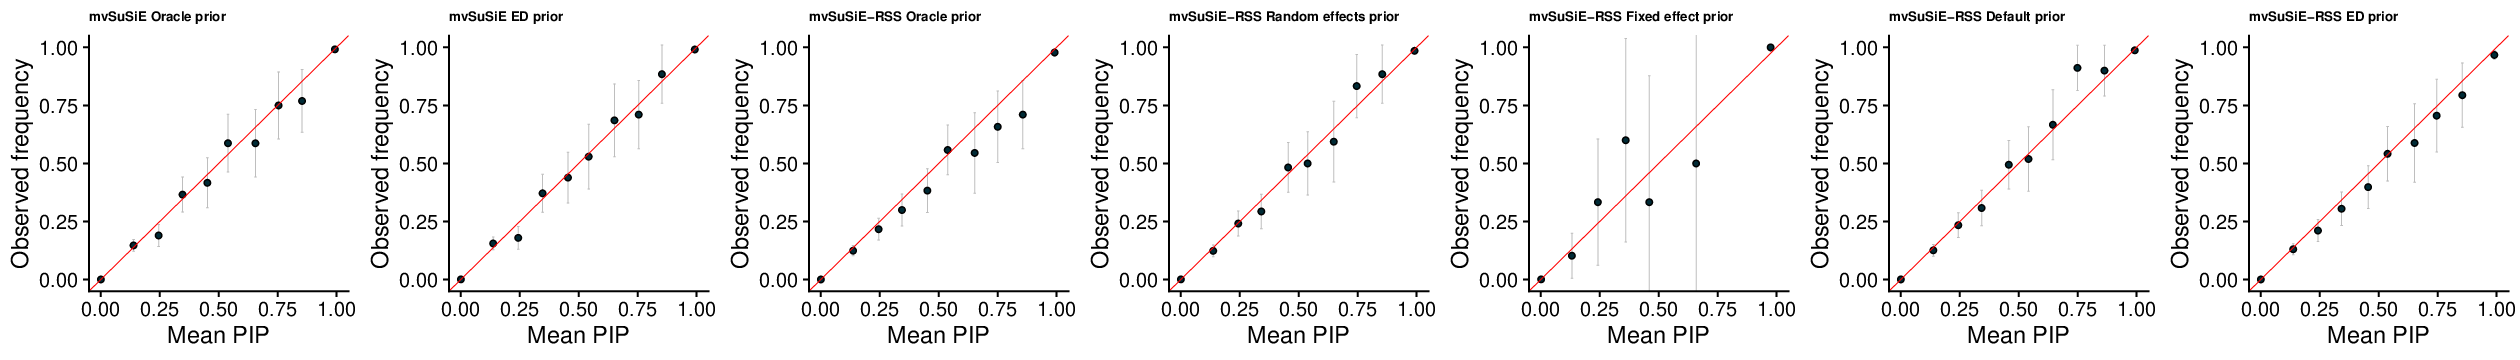 mvSuSiE Oracle prior
Observed frequency
1.00
0.75
0.50
0.25
0.00
0.00 0.25 0.50 0.75 1.00
Mean PIP
mvSuSiE ED prior
Observed frequency
1.00
0.75
0.50
0.25
0.00
0.00 0.25 0.50 0.75 1.00
Mean PIP
mvSuSiE−RSS Oracle prior
Observed frequency
1.00
0.75
0.50
0.25
0.00
0.00 0.25 0.50 0.75 1.00
Mean PIP
mvSuSiE−RSS Random effects prior
Observed frequency
1.00
0.75
0.50
0.25
0.00
0.00 0.25 0.50 0.75 1.00
Mean PIP
mvSuSiE−RSS Fixed effect prior
Observed frequency
1.00
0.75
0.50
0.25
0.00
0.00 0.25 0.50 0.75 1.00
Mean PIP
mvSuSiE−RSS Default prior
Observed frequency
1.00
0.75
0.50
0.25
0.00
0.00 0.25 0.50 0.75 1.00
Mean PIP
mvSuSiE−RSS ED prior
Observed frequency
1.00
0.75
0.50
0.25
0.00
0.00 0.25 0.50 0.75 1.00
Mean PIP